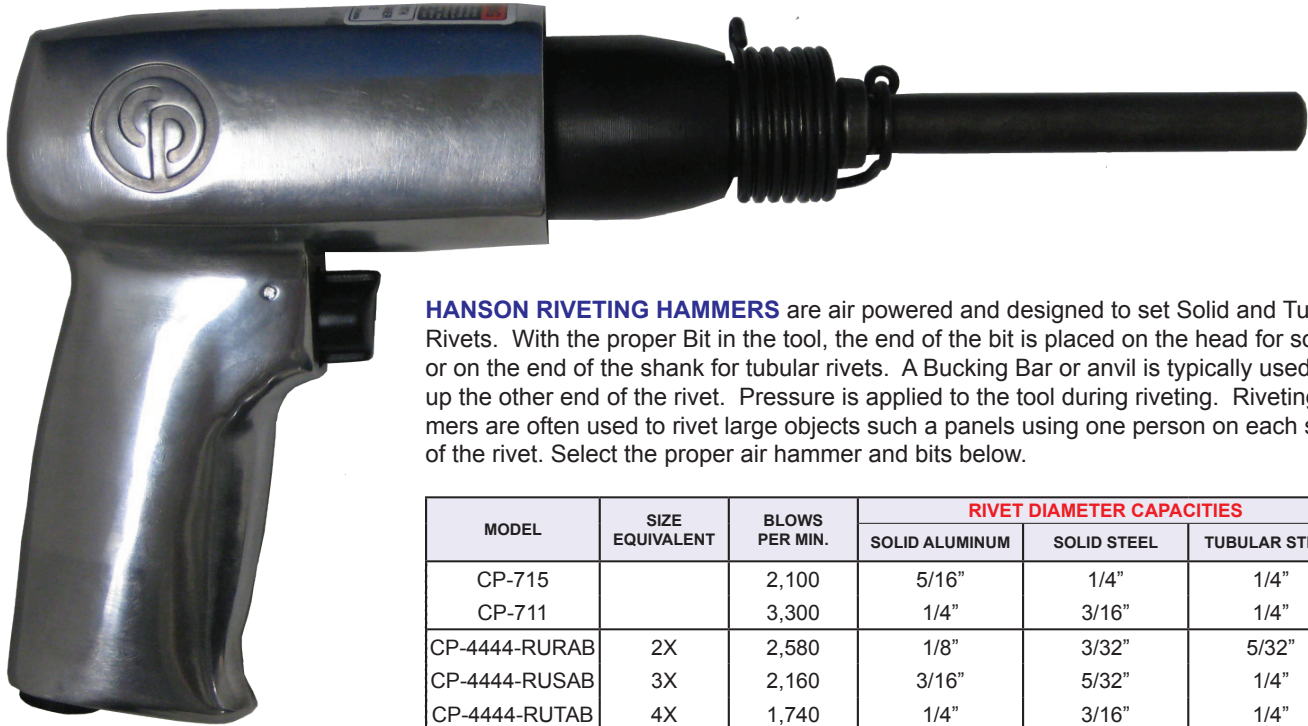 CP
HANSON RIVETING HAMMERS are air powered and designed to set Solid and Tu
Rivets. With the proper Bit in the tool, the end of the bit is placed on the head for so
or on the end of the shank for tubular rivets. A Bucking Bar or anvil is typically used
up the other end of the rivet. Pressure is applied to the tool during riveting. Riveting
mers are often used to rivet large objects such a panels using one person on each s
of the rivet. Select the proper air hammer and bits below.
MODEL SIZE EQUIVALENT BLOWS PER MIN. RIVET DIAMETER CAPACITIES
SOLID ALUMINUM SOLID STEEL TUBULAR STE
CP-715 2,100 5/16” 1/4” 1/4”
CP-711 3,300 1/4” 3/16” 1/4”
CP-4444-RURAB 2X 2,580 1/8” 3/32” 5/32”
CP-4444-RUSAB 3X 2,160 3/16” 5/32” 1/4”
CP-4444-RUTAB 4X 1,740 1/4” 3/16” 1/4”